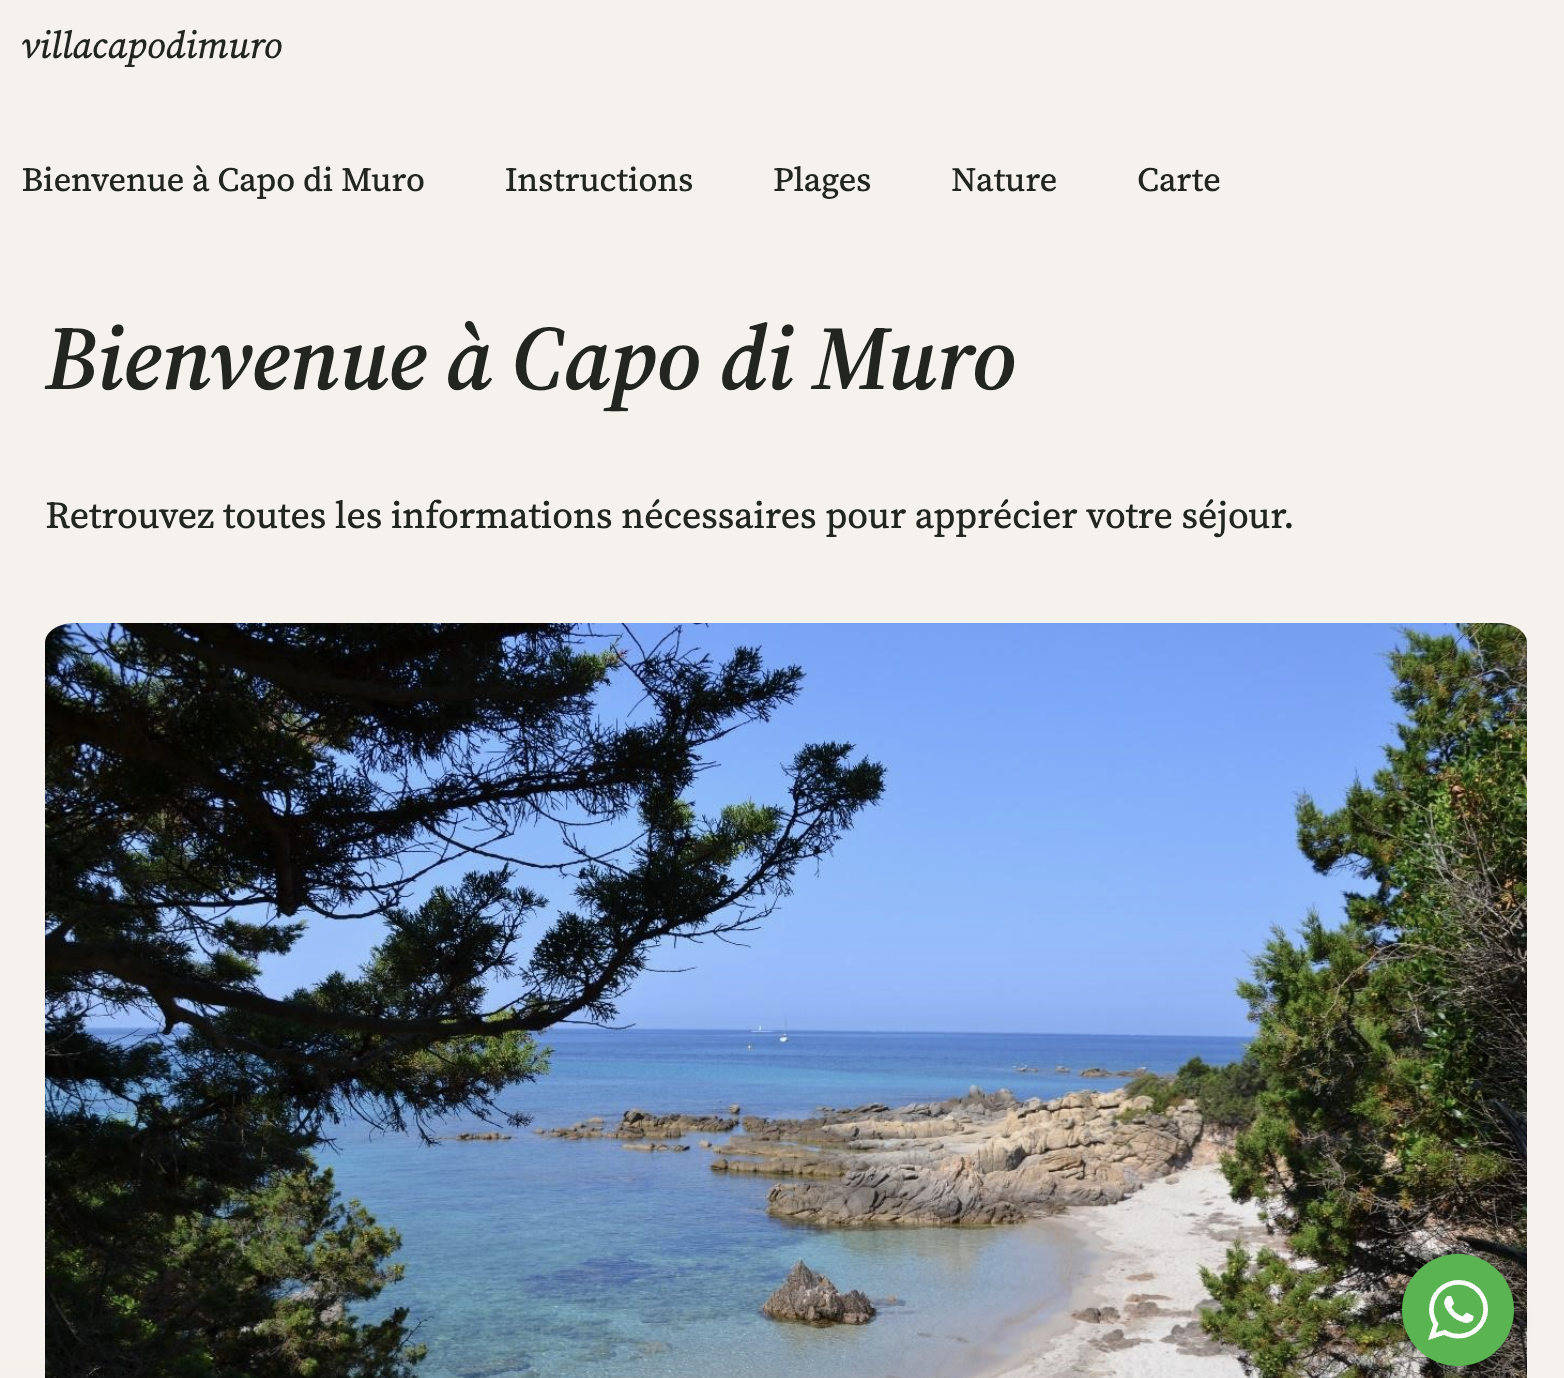 villacapodimuro
Bienvenue à Capo di Muro Instructions Plages Nature Carte
Bienvenue à Capo di Muro
Retrouvez toutes les informations nécessaires pour apprécier votre séjour.